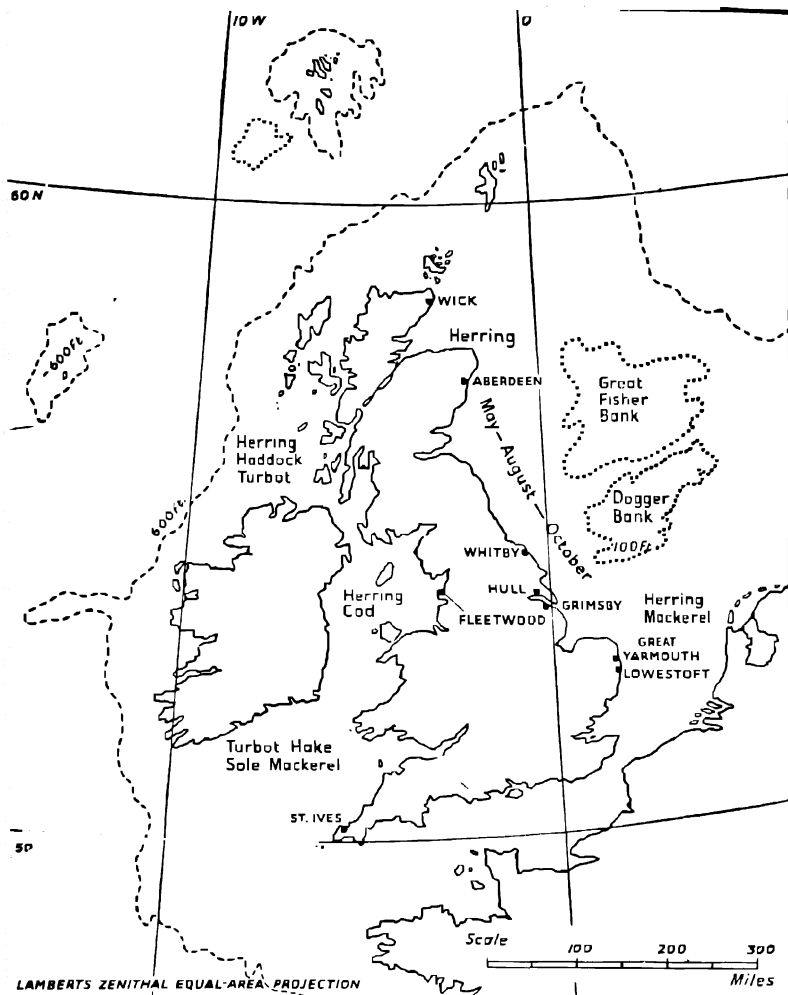 10 W
0
60 N
600ft
WICK
Herring
ABERDEEN
Great
Fisher
Bank
May-August-October
Herring
Haddock
Turbot
600ft.
Dogger
Bank
100ft
WHITBY
HULL
GRIMSBY
Herring
Cod
FLEETWOOD
Herring
Mackerel
GREAT
YARMOUTH
LOWESTOFT
Turbot Hake
Sole Mackerel
ST. IVES
50
Scale
100 200 300
Miles
LAMBERTS ZENITHAL EQUAL-AREA PROJECTION